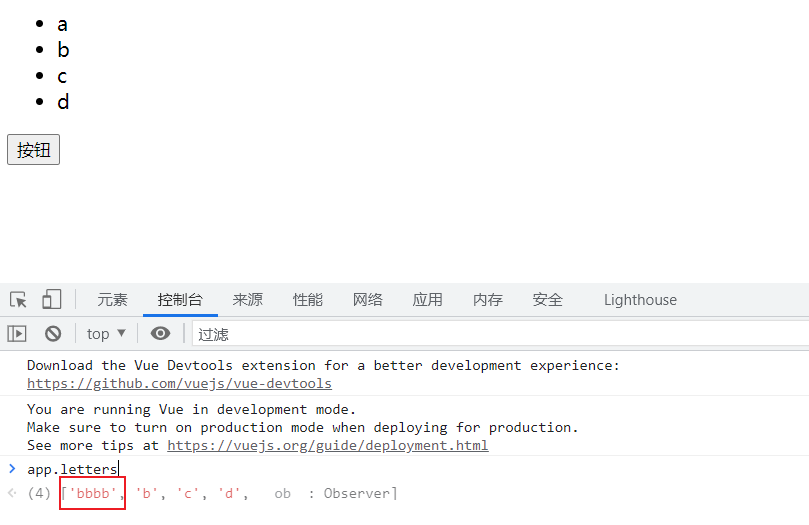 a
b
c
d
按钮
元素 控制台 来源 性能 网络 应用 内存 安全 Lighthouse
top 过滤
Download the Vue Devtools extension for a better development experience:
https://github.com/vuejs/vue-devtools
You are running Vue in development mode.
Make sure to turn on production mode when deploying for production.
See more tips at https://vuejs.org/guide/deployment.html
app.letters
(4) ['bbbb', 'b', 'c', 'd', ob : Observer]